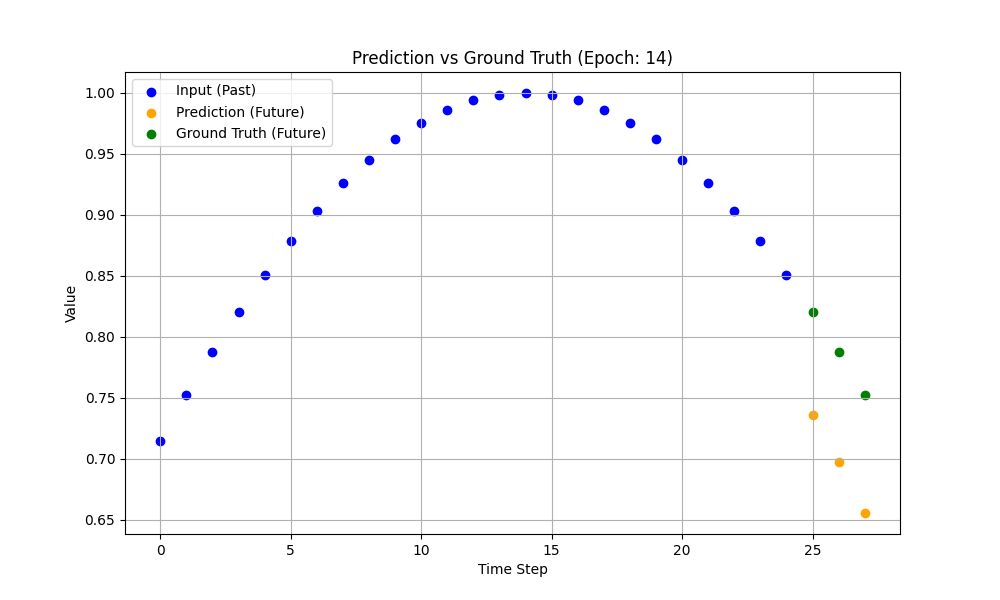 Prediction vs Ground Truth (Epoch: 14)
Input (Past)
Prediction (Future)
Ground Truth (Future)
1.00
0.95
0.90
0.85
0.80
0.75
0.70
0.65
Value
0 5 10 15 20 25
Time Step